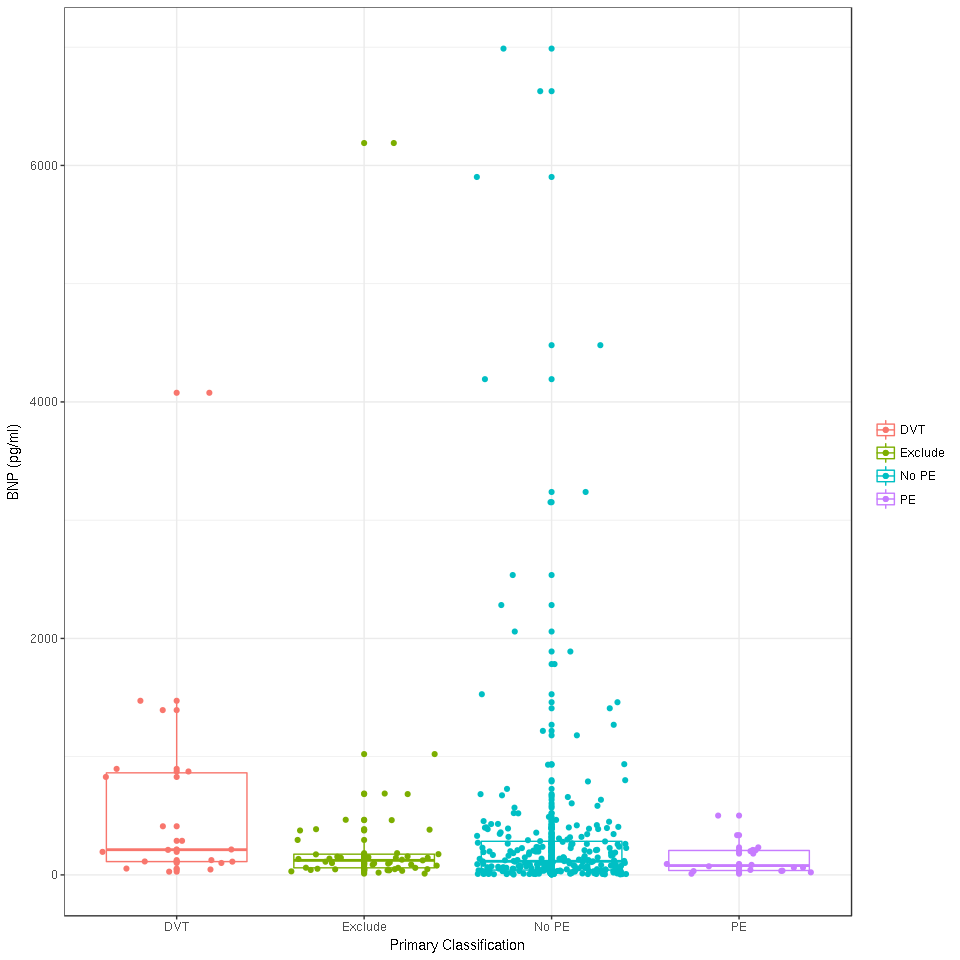 6000
4000
2000
0
BNP (pg/ml)
DVT
Exclude
No PE
PE
Primary Classification
DVT
Exclude
No PE
PE